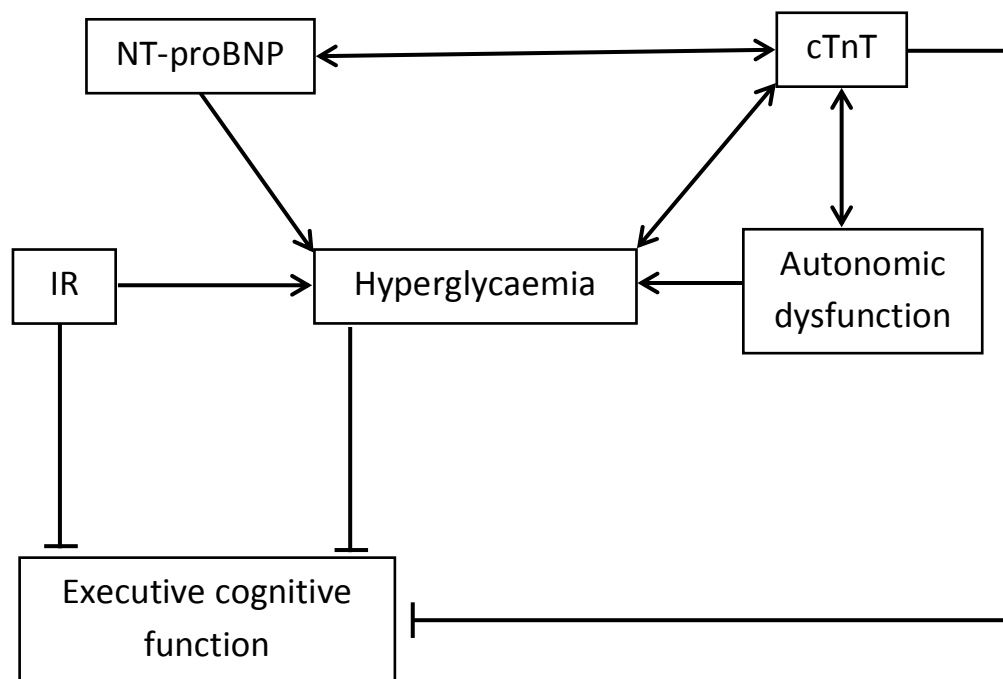 NT-proBNP
cTnT
IR
Hyperglycaemia
Autonomic
dysfunction
Executive cognitive
function